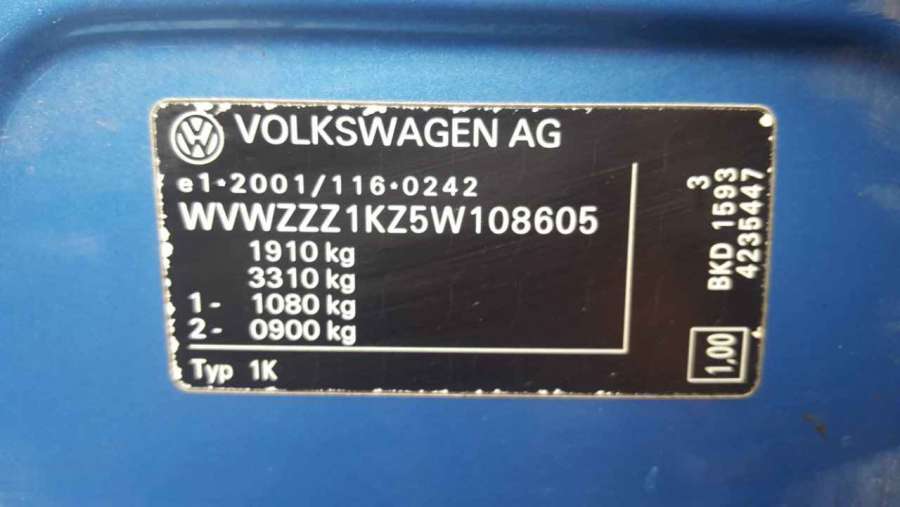 VOLKSWAGEN AG
e1*2001/116*0242
WVWZZZ1KZ5W108605
1910 kg
3310 kg
1- 1080 kg
2- 0900 kg
Typ 1K
3
BKD 1593
4235447
1,00